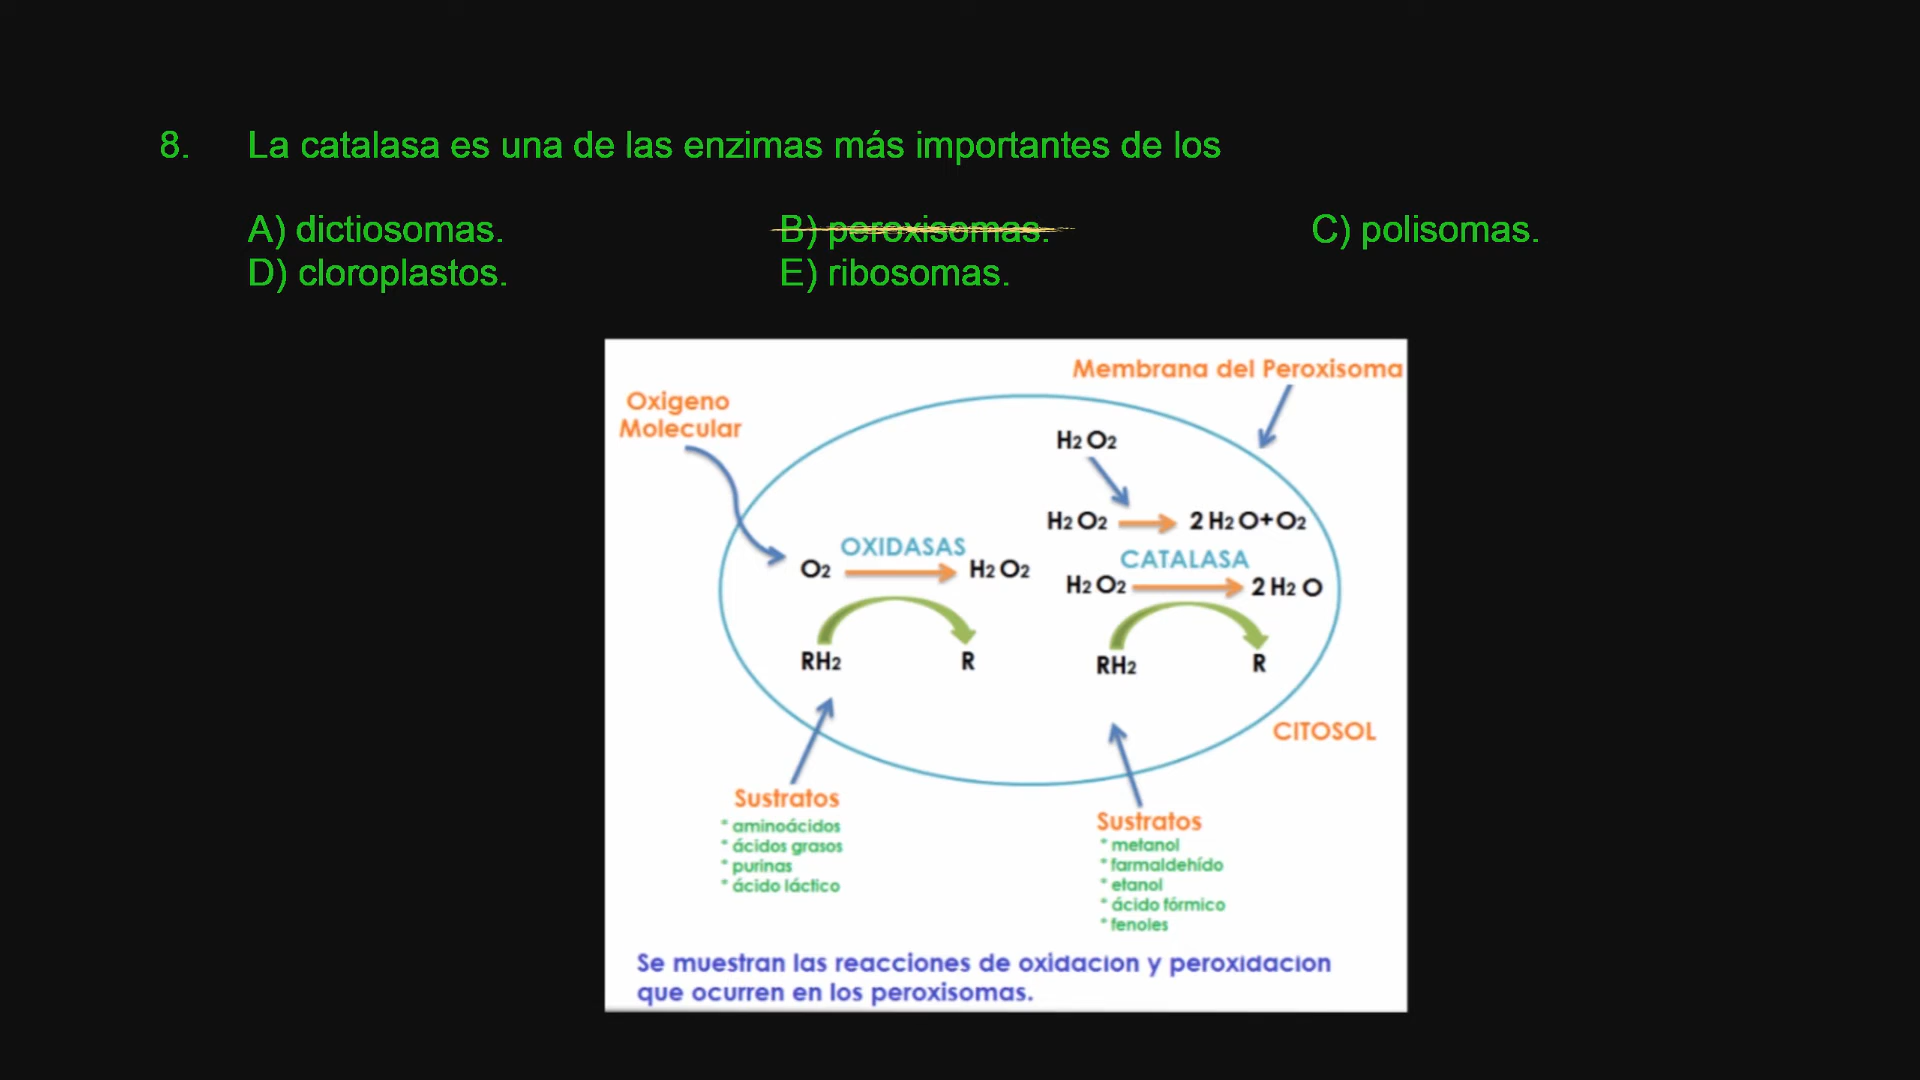 8. La catalasa es una de las enzimas más importantes de los
A) dictiosomas. B) peroxisomas. C) polisomas.
D) cloroplastos. E) ribosomas.
Membrana del Peroxisoma
Oxigeno
Molecular
H2 O2
H2 O2 2 H2 O+O2
OXIDASAS
CATALASA
O2 H2 O2
H2 O2 2 H2 O
RH2 R
RH2 R
CITOSOL
Sustratos
* aminoácidos
* ácidos grasos
* purinas
* ácido láctico
Sustratos
* metanol
* farmaldehído
* etanol
* ácido fórmico
* fenoles
Se muestran las reacciones de oxidacion y peroxidacion
que ocurren en los peroxisomas.